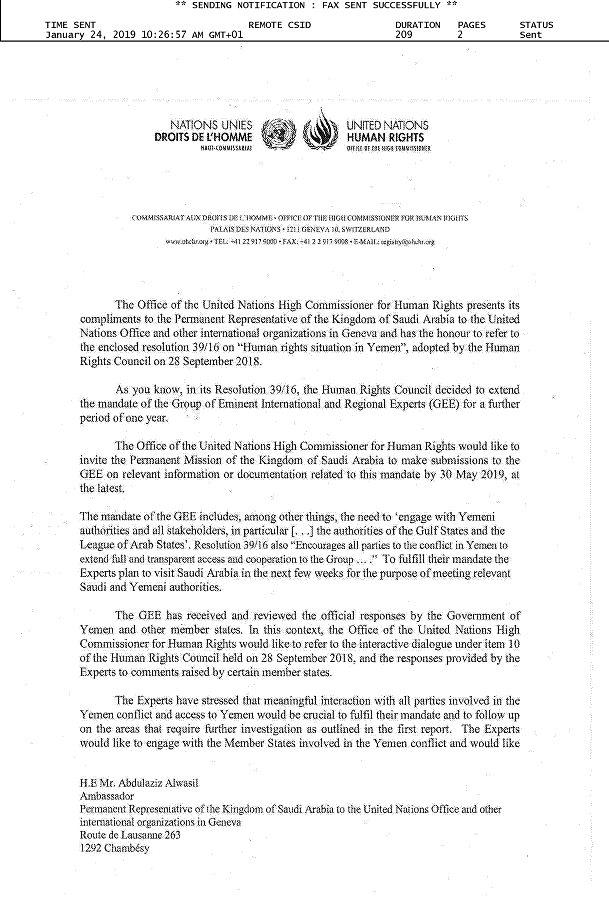 ** SENDING NOTIFICATION : FAX SENT SUCCESSFULLY **
TIME SENT REMOTE CSID DURATION PAGES STATUS
January 24, 2019 10:26:57 AM GMT+01 209 2 Sent
NATIONS UNIES
DROITS DE L'HOMME
HAUT-COMMISSARIAT
UNITED NATIONS
HUMAN RIGHTS
OFFICE OF THE HIGH COMMISSIONER
COMMISSARIAT AUX DROITS DE L'HOMME • OFFICE OF THE HIGH COMMISSIONER FOR HUMAN RIGHTS
PALAIS DES NATIONS • 1211 GENEVA 10, SWITZERLAND
www.ohchr.org • TEL: +41 22 917 9000 • FAX: +41 2 2 917 9008 • E-MAIL: registry@ohchr.org
The Office of the United Nations High Commissioner for Human Rights presents its
compliments to the Permanent Representative of the Kingdom of Saudi Arabia to the United
Nations Office and other international organizations in Geneva and has the honour to refer to
the enclosed resolution 39/16 on “Human rights situation in Yemen”, adopted by the Human
Rights Council on 28 September 2018.
As you know, in its Resolution 39/16, the Human Rights Council decided to extend
the mandate of the Group of Eminent International and Regional Experts (GEE) for a further
period of one year.
The Office of the United Nations High Commissioner for Human Rights would like to
invite the Permanent Mission of the Kingdom of Saudi Arabia to make submissions to the
GEE on relevant information or documentation related to this mandate by 30 May 2019, at
the latest.
The mandate of the GEE includes, among other things, the need to ‘engage with Yemeni
authorities and all stakeholders, in particular [. . .] the authorities of the Gulf States and the
League of Arab States’. Resolution 39/16 also “Encourages all parties to the conflict in Yemen to
extend full and transparent access and cooperation to the Group ... .” To fulfill their mandate the
Experts plan to visit Saudi Arabia in the next few weeks for the purpose of meeting relevant
Saudi and Yemeni authorities.
The GEE has received and reviewed the official responses by the Government of
Yemen and other member states. In this context, the Office of the United Nations High
Commissioner for Human Rights would like to refer to the interactive dialogue under item 10
of the Human Rights Council held on 28 September 2018, and the responses provided by the
Experts to comments raised by certain member states.
The Experts have stressed that meaningful interaction with all parties involved in the
Yemen conflict and access to Yemen would be crucial to fulfil their mandate and to follow up
on the areas that require further investigation as outlined in the first report. The Experts
would like to engage with the Member States involved in the Yemen conflict and would like
H.E Mr. Abdulaziz Alwasil
Ambassador
Permanent Representative of the Kingdom of Saudi Arabia to the United Nations Office and other
international organizations in Geneva
Route de Lausanne 263
1292 Chambésy